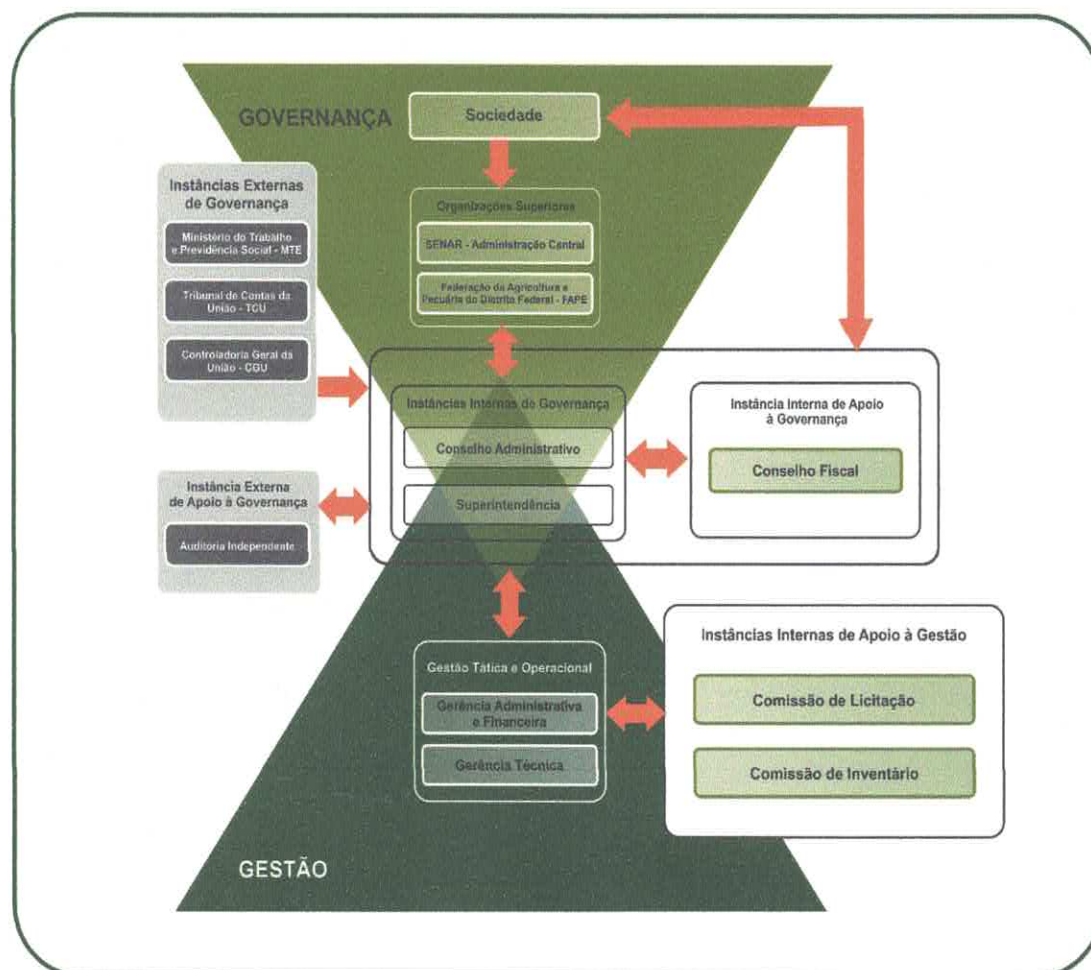 GOVERNANÇA
Sociedade
Instâncias Externas
de Governança
Ministério do Trabalho
e Previdência Social - MTE
Tribunal de Contas da
União - TCU
Controladoria Geral da
União - CGU
Organizações Superiores
SENAR - Administração Central
Federação da Agricultura e
Pecuária do Distrito Federal - FAPE
Instâncias Internas de Governança
Conselho Administrativo
Superintendência
Instância Interna de Apoio
à Governança
Conselho Fiscal
Instância Externa
de Apoio à Governança
Auditoria Independente
Gestão Tática e Operacional
Gerência Administrativa
e Financeira
Gerência Técnica
Instâncias Internas de Apoio à Gestão
Comissão de Licitação
Comissão de Inventário
GESTÃO